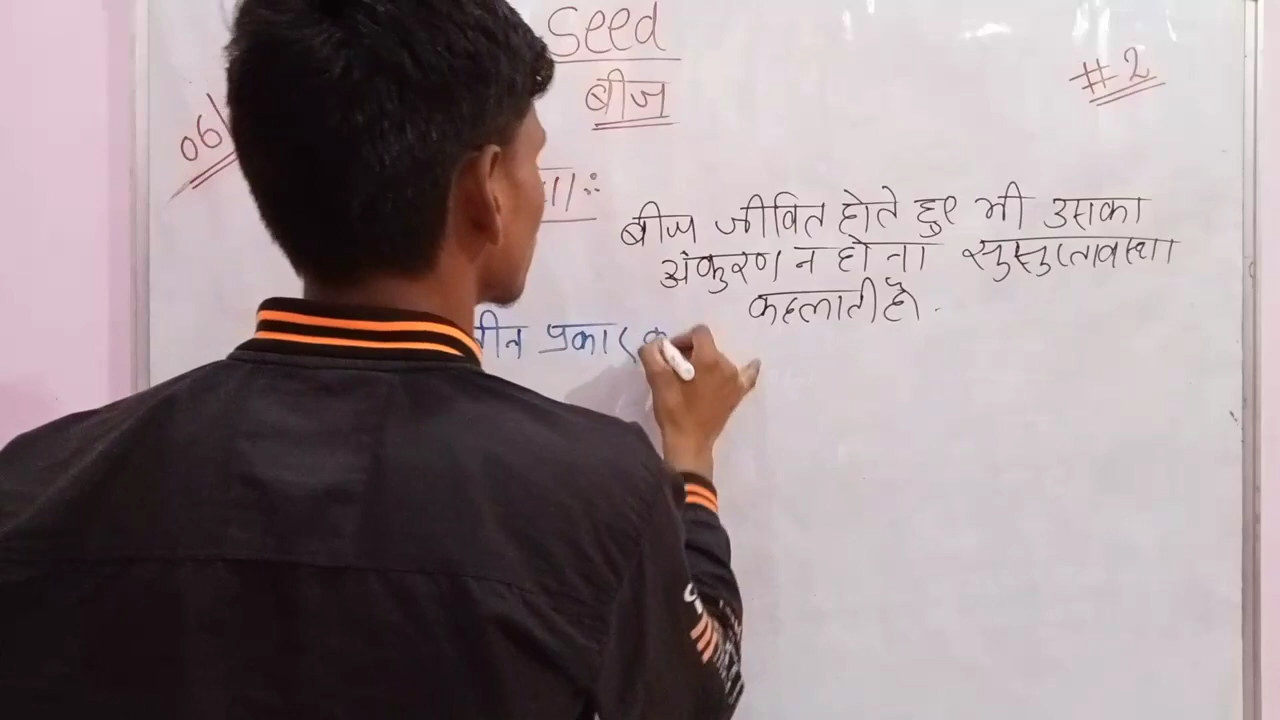 Seed
बीज
#2
06/
बीज जीवित होते हुए भी उसका
अंकुरण न होना सुसुप्तावस्था
कहलाती है.
तीन प्रकार